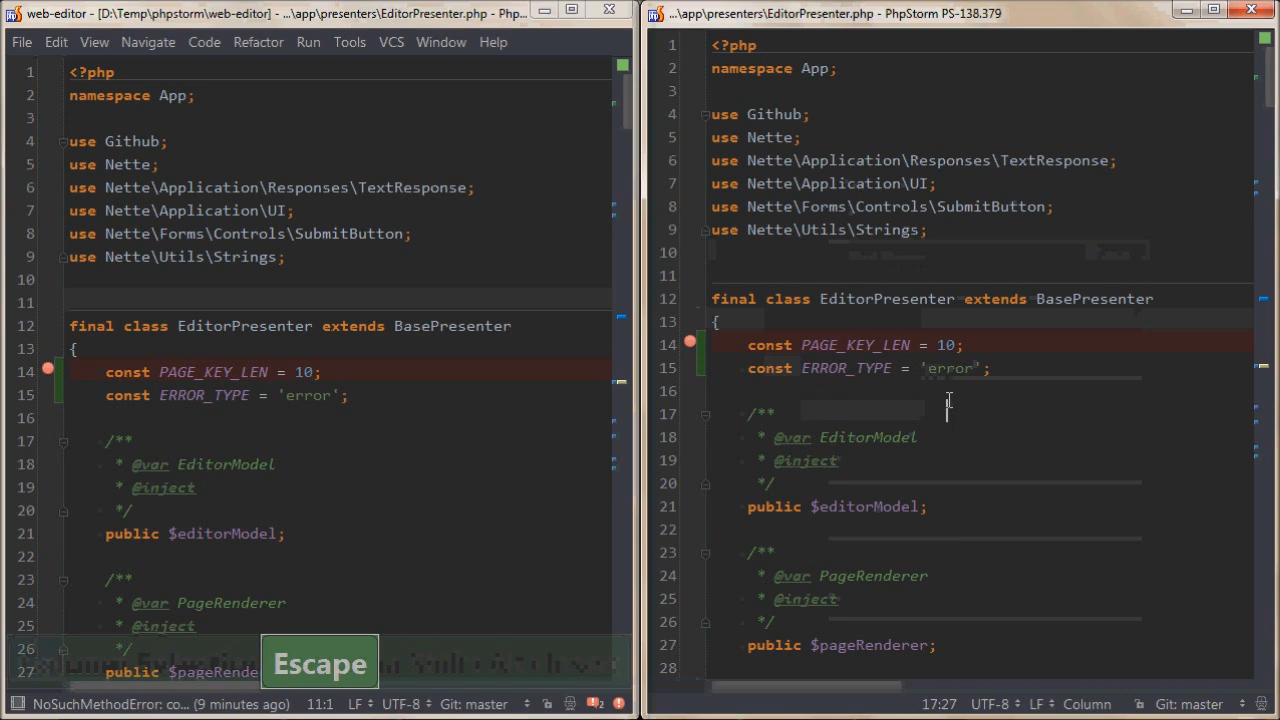 web-editor - [D:\Temp\phpstorm\web-editor] - ...\app\presenters\EditorPresenter.php - Php...
File Edit View Navigate Code Refactor Run Tools VCS Window Help
1 <?php
2 namespace App;
3
4 use Github;
5 use Nette;
6 use Nette\Application\Responses\TextResponse;
7 use Nette\Application\UI;
8 use Nette\Forms\Controls\SubmitButton;
9 use Nette\Utils\Strings;
10
11
12 final class EditorPresenter extends BasePresenter
13 {
14 const PAGE_KEY_LEN = 10;
15 const ERROR_TYPE = 'error';
16
17 /**
18 * @var EditorModel
19 * @inject
20 */
21 public $editorModel;
22
23 /**
24 * @var PageRenderer
25 * @inject
26 */
27 public $pageRende
Escape
NoSuchMethodError: co... (9 minutes ago) 11:1 LF UTF-8 Git: master 2
...\app\presenters\EditorPresenter.php - PhpStorm PS-138.379
1 <?php
2 namespace App;
3
4 use Github;
5 use Nette;
6 use Nette\Application\Responses\TextResponse;
7 use Nette\Application\UI;
8 use Nette\Forms\Controls\SubmitButton;
9 use Nette\Utils\Strings;
10
11
12 final class EditorPresenter extends BasePresenter
13 {
14 const PAGE_KEY_LEN = 10;
15 const ERROR_TYPE = 'error';
16
17 /**
18 * @var EditorModel
19 * @inject
20 */
21 public $editorModel;
22
23 /**
24 * @var PageRenderer
25 * @inject
26 */
27 public $pageRenderer;
28
17:27 UTF-8 LF Column Git: master